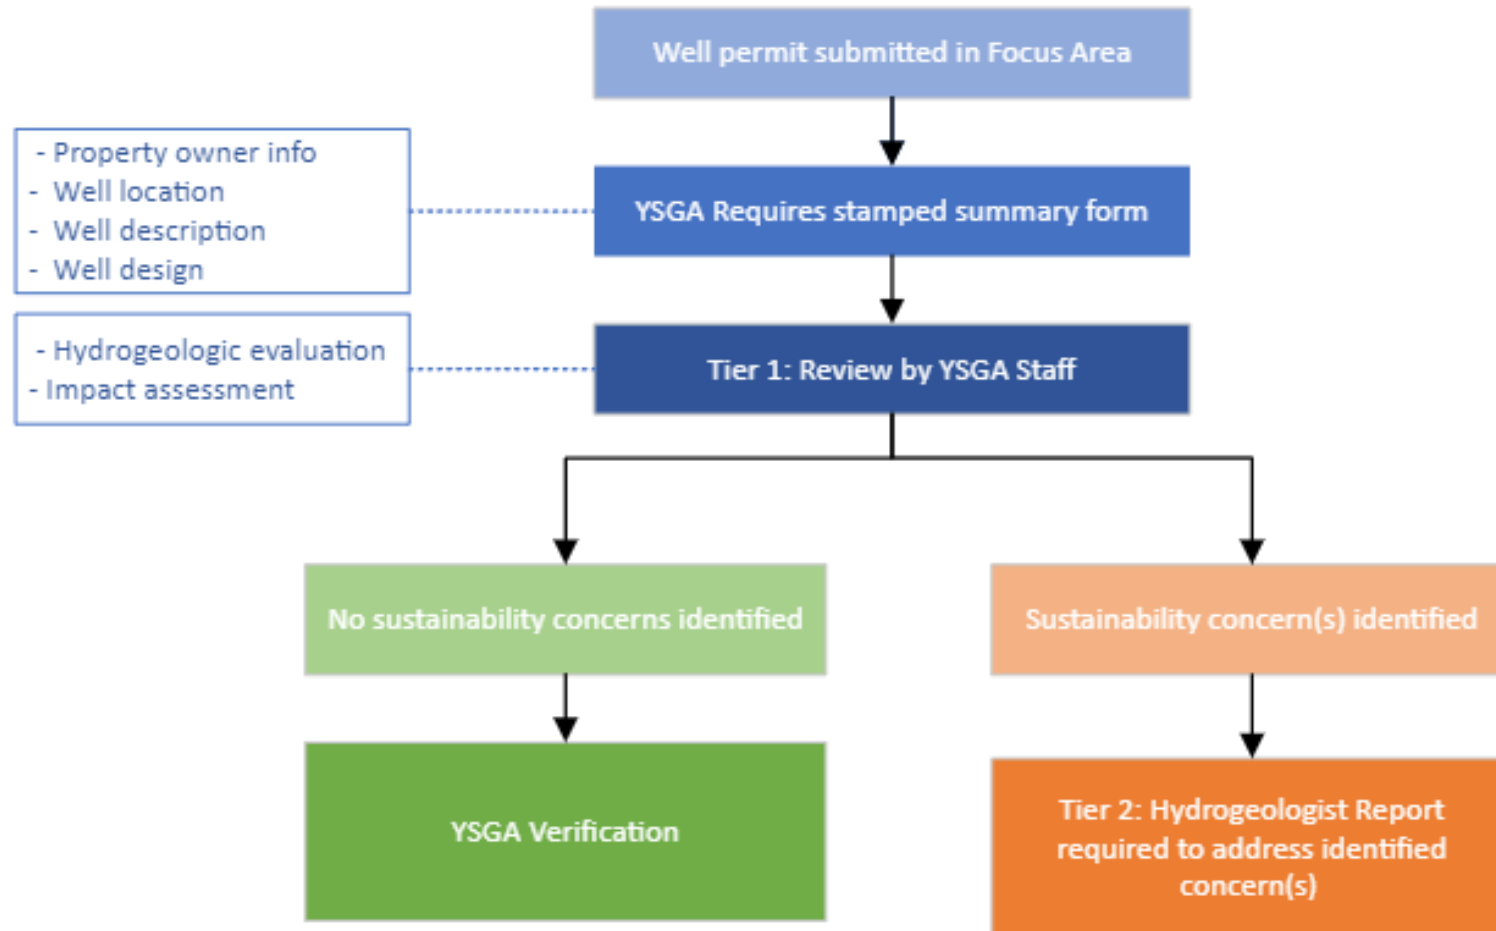 Well permit submitted in Focus Area
- Property owner info
- Well location
- Well description
- Well design
YSGA Requires stamped summary form
- Hydrogeologic evaluation
- Impact assessment
Tier 1: Review by YSGA Staff
No sustainability concerns identified
Sustainability concern(s) identified
YSGA Verification
Tier 2: Hydrogeologist Report
required to address identified
concern(s)